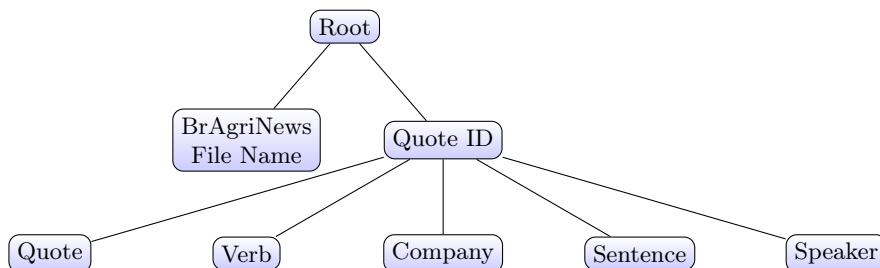 Root
BrAgriNews
File Name
Quote ID
Quote
Verb
Company
Sentence
Speaker